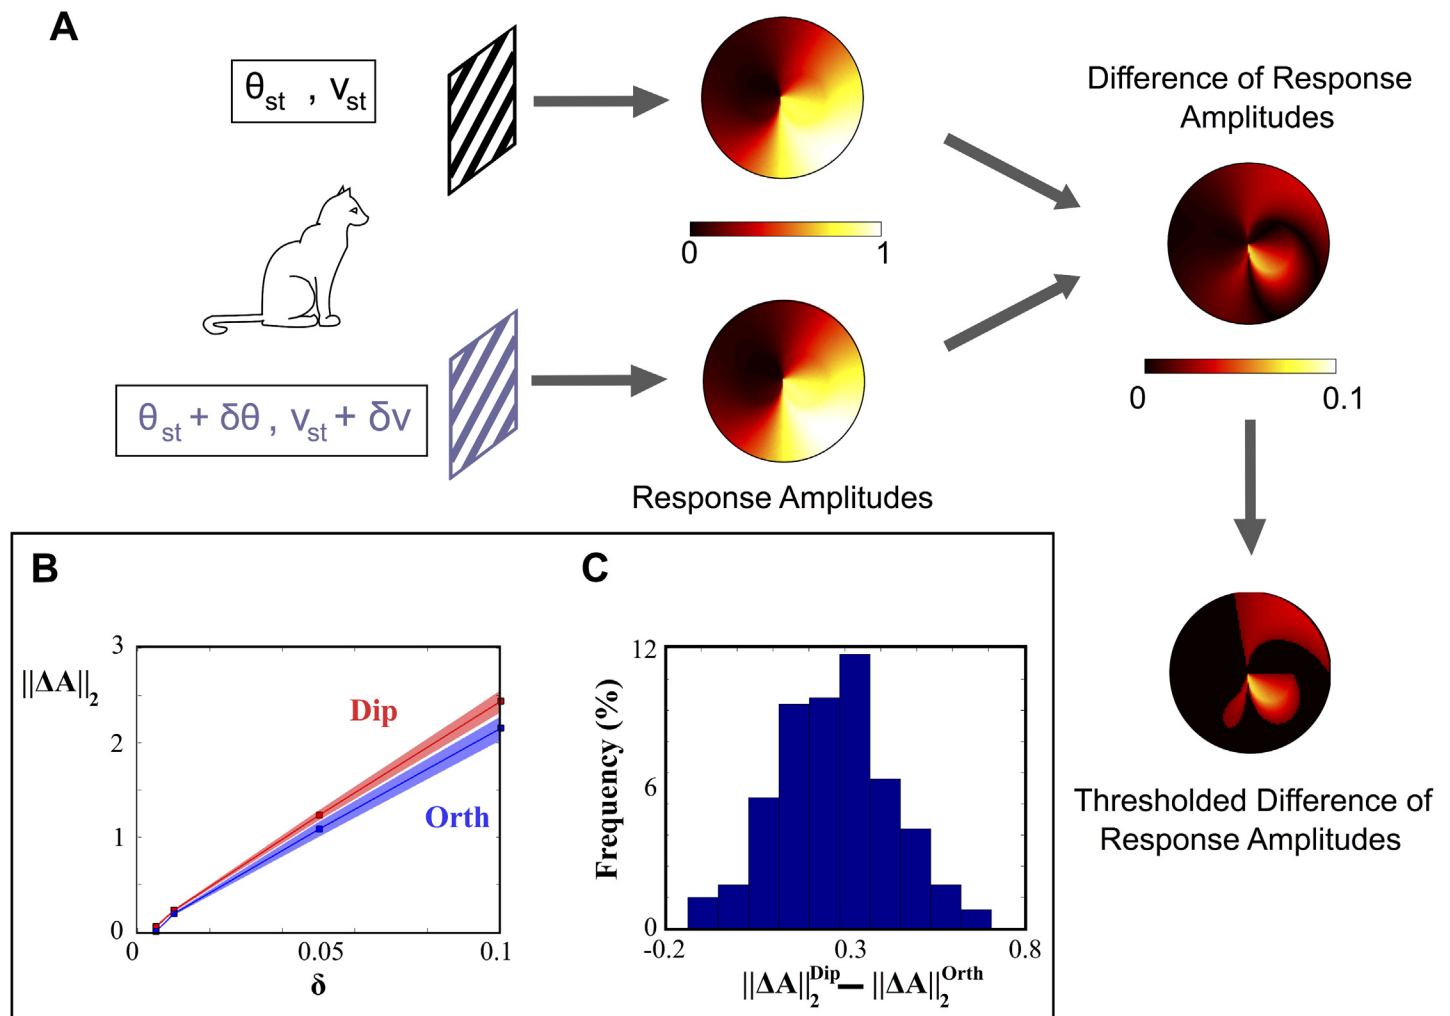 A
θst , vst
Difference of Response
Amplitudes
0 1
θst + δθ , vst + δv
0 0.1
Response Amplitudes
Thresholded Difference of
Response Amplitudes
B
||ΔA||2
3
2
1
0
Dip
Orth
0 0.05 0.1
δ
C
Frequency (%)
12
6
0
-0.2 0.3 0.8
||ΔA||2Dip — ||ΔA||2Orth